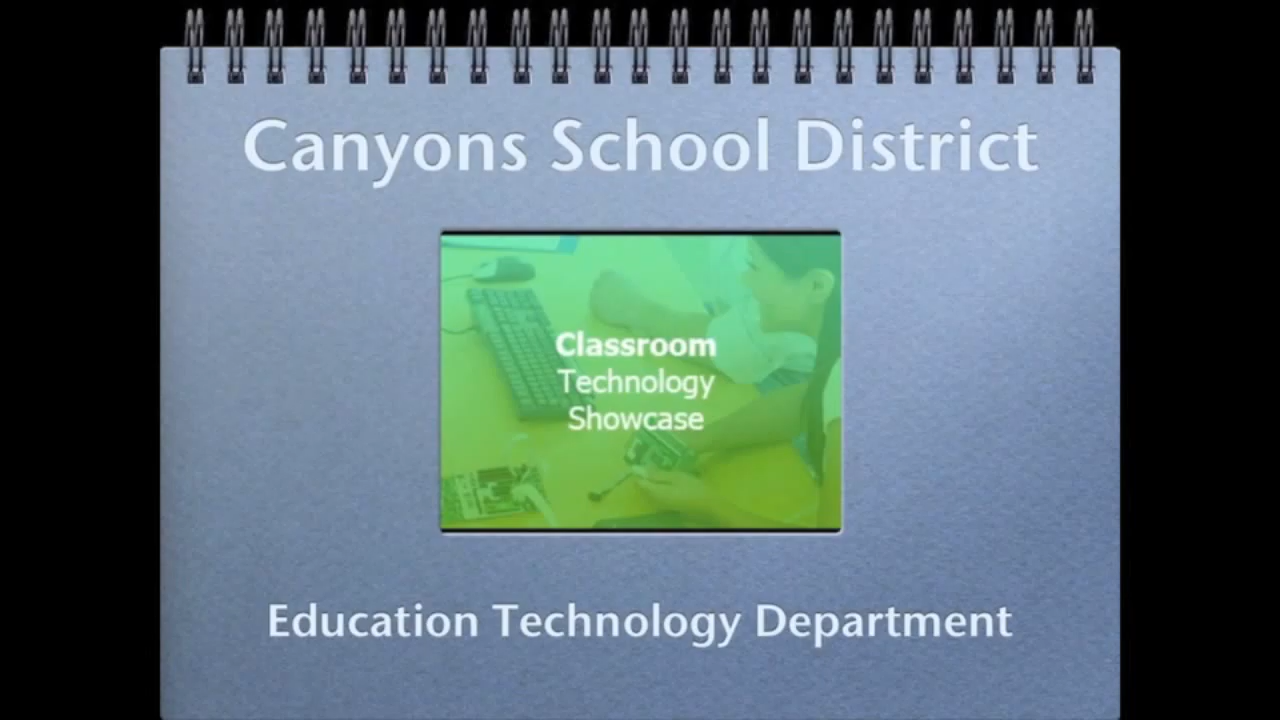 Canyons School District
Classroom
Technology
Showcase
Education Technology Department